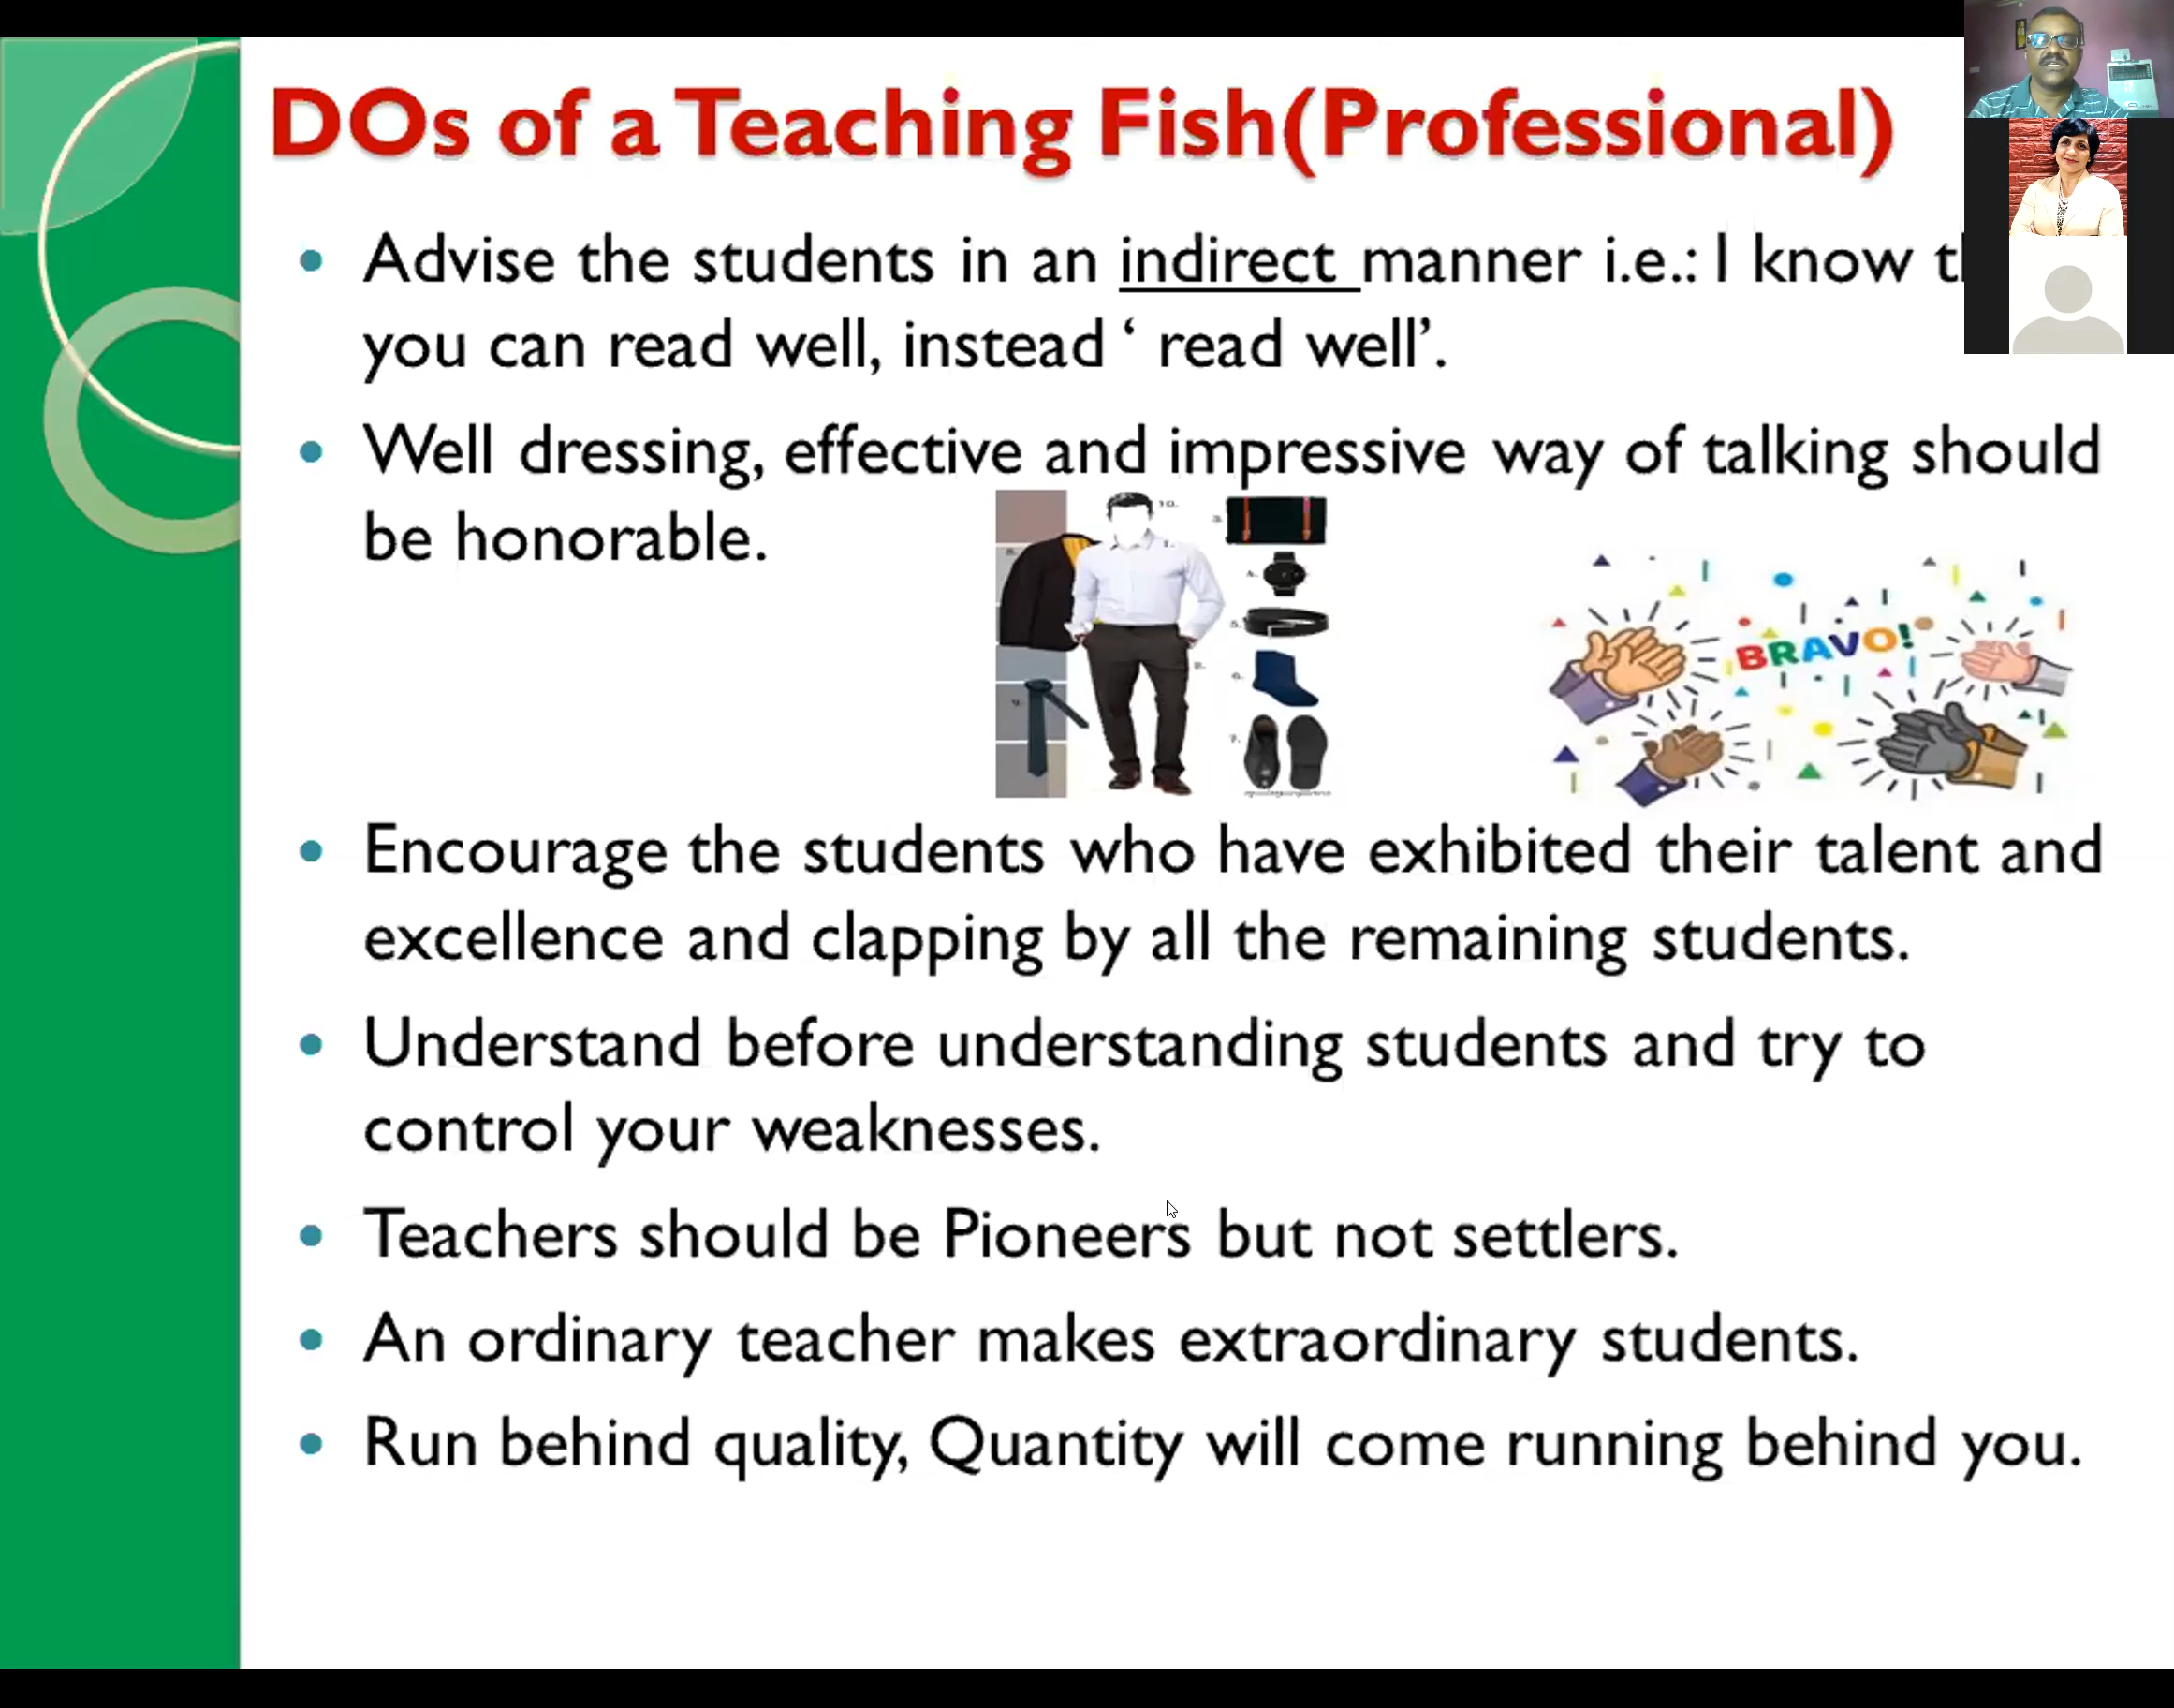 DOs of a Teaching Fish(Professional)
Advise the students in an indirect manner i.e.: I know
you can read well, instead ‘ read well’.
Well dressing, effective and impressive way of talking should
be honorable.
10.
BRAVO!
Encourage the students who have exhibited their talent and
excellence and clapping by all the remaining students.
Understand before understanding students and try to
control your weaknesses.
Teachers should be Pioneers but not settlers.
An ordinary teacher makes extraordinary students.
Run behind quality, Quantity will come running behind you.